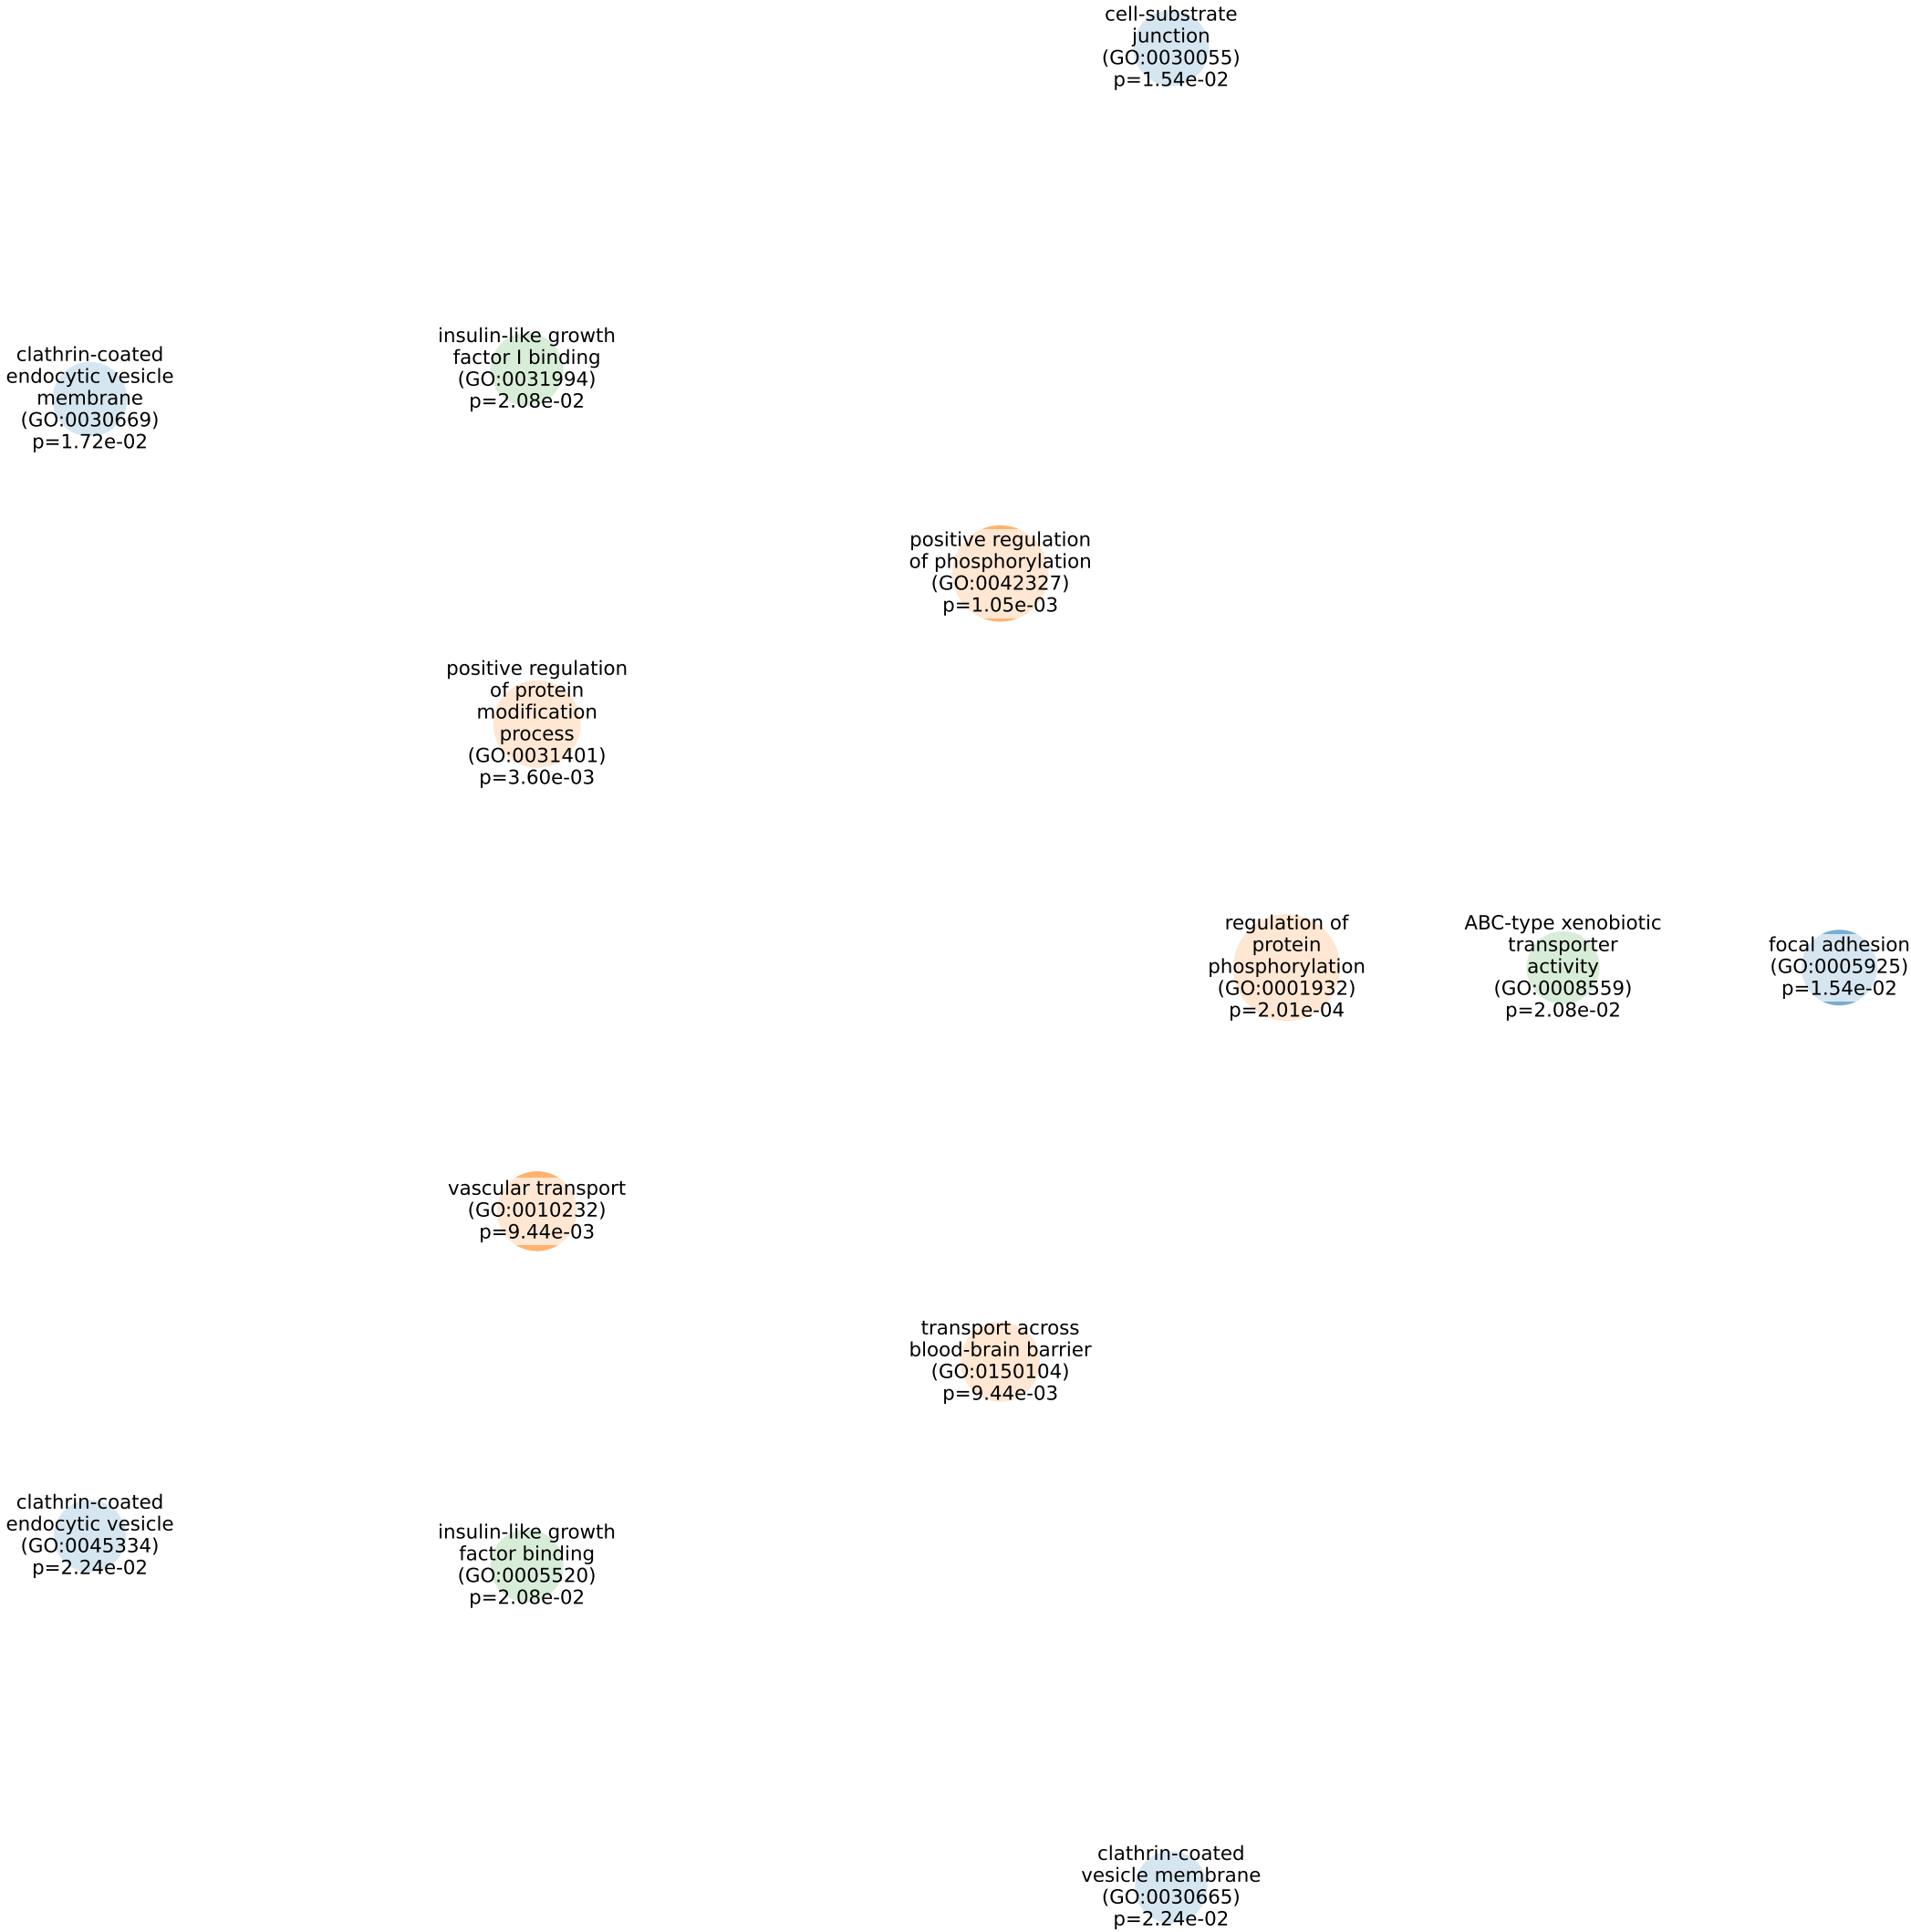 cell-substrate
junction
(GO:0030055)
p=1.54e-02
insulin-like growth
factor I binding
(GO:0031994)
p=2.08e-02
clathrin-coated
endocytic vesicle
membrane
(GO:0030669)
p=1.72e-02
positive regulation
of phosphorylation
(GO:0042327)
p=1.05e-03
positive regulation
of protein
modification
process
(GO:0031401)
p=3.60e-03
regulation of
protein
phosphorylation
(GO:0001932)
p=2.01e-04
ABC-type xenobiotic
transporter
activity
(GO:0008559)
p=2.08e-02
focal adhesion
(GO:0005925)
p=1.54e-02
vascular transport
(GO:0010232)
p=9.44e-03
transport across
blood-brain barrier
(GO:0150104)
p=9.44e-03
clathrin-coated
endocytic vesicle
(GO:0045334)
p=2.24e-02
insulin-like growth
factor binding
(GO:0005520)
p=2.08e-02
clathrin-coated
vesicle membrane
(GO:0030665)
p=2.24e-02